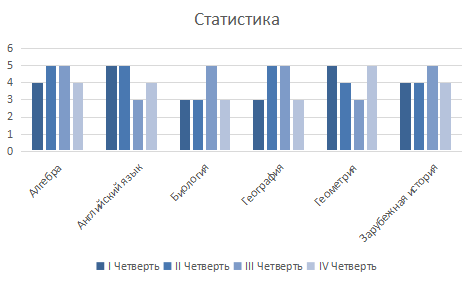 Статистика
6
5
4
3
2
1
0
Алгебра
Английский язык
Биология
География
Геометрия
Зарубежная история
I Четверть II Четверть III Четверть IV Четверть